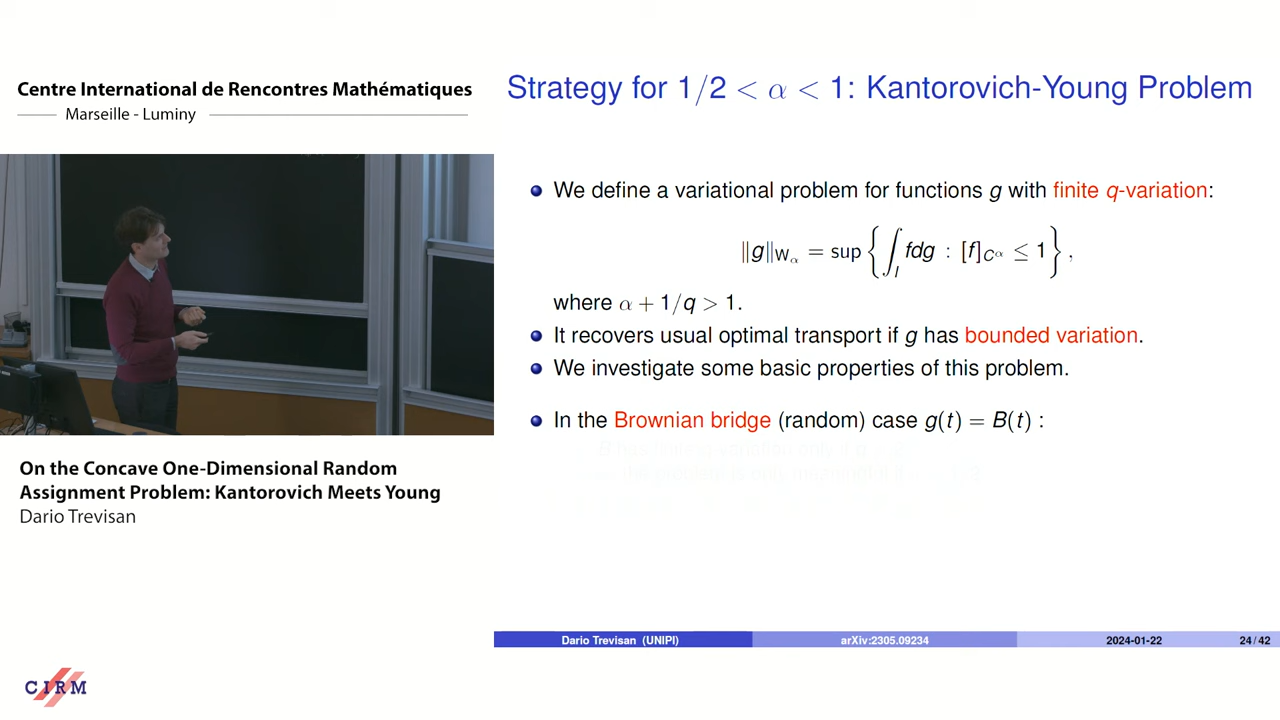 Centre International de Rencontres Mathématiques
Marseille - Luminy
Strategy for 1/2 < α < 1: Kantorovich-Young Problem
We define a variational problem for functions g with finite q-variation:
‖g‖_{W_α} = sup { ∫_I f dg : [f]_{C^α} ≤ 1 } ,
where α + 1/q > 1.
It recovers usual optimal transport if g has bounded variation.
We investigate some basic properties of this problem.
In the Brownian bridge (random) case g(t) = B(t) :
On the Concave One-Dimensional Random
Assignment Problem: Kantorovich Meets Young
Dario Trevisan
Dario Trevisan (UNIPI) arXiv:2305.09234 2024-01-22 24 / 42
CIRM